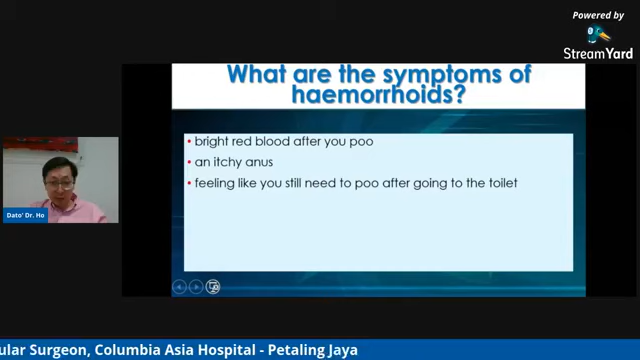 Powered by
StreamYard
What are the symptoms of
haemorrhoids?
• bright red blood after you poo
• an itchy anus
• feeling like you still need to poo after going to the toilet
Dato' Dr. Ho
ular Surgeon, Columbia Asia Hospital - Petaling Jaya